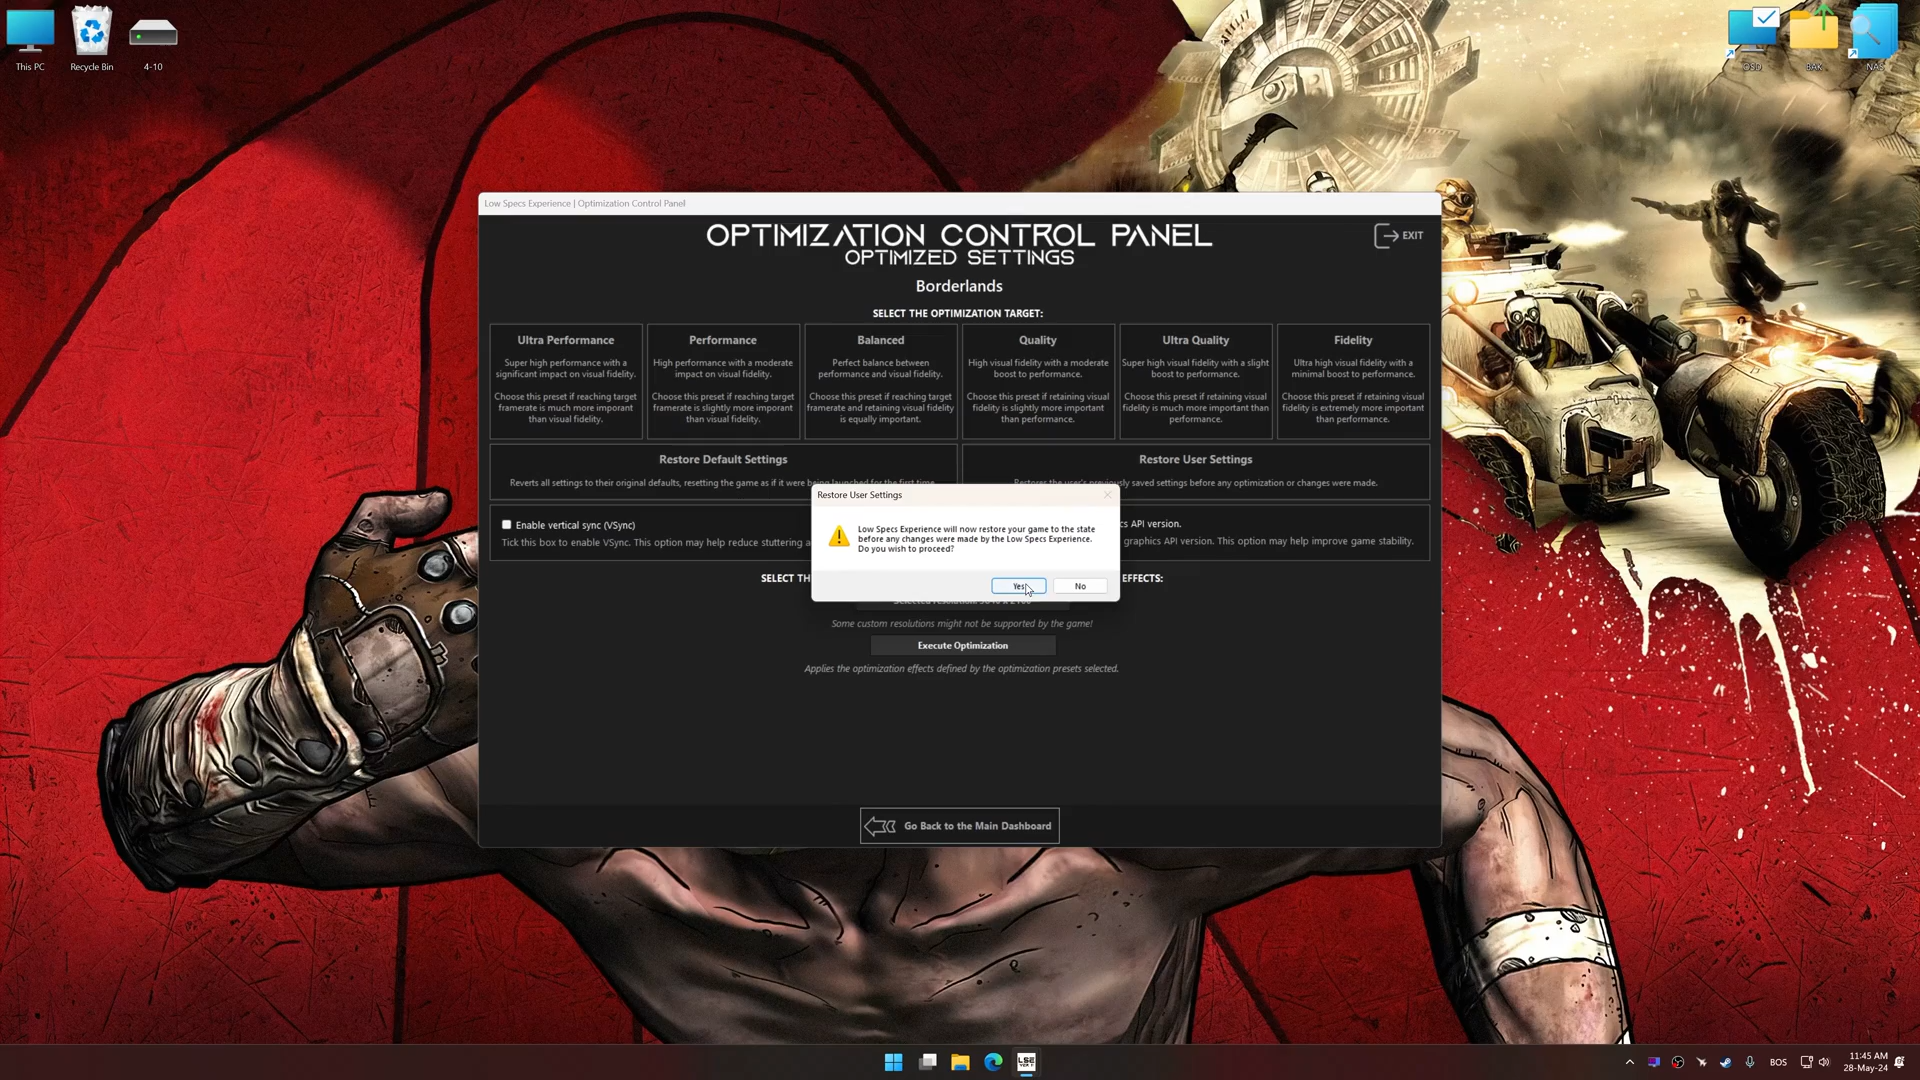 This PC
Recycle Bin
4-10
OSD
BAK
NAS
Low Specs Experience | Optimization Control Panel
OPTIMIZATION CONTROL PANEL
OPTIMIZED SETTINGS
EXIT
Borderlands
SELECT THE OPTIMIZATION TARGET:
Ultra Performance
Super high performance with a
significant impact on visual fidelity.
Choose this preset if reaching target
framerate is much more imporant
than visual fidelity.
Performance
High performance with a moderate
impact on visual fidelity.
Choose this preset if reaching target
framerate is slightly more imporant
than visual fidelity.
Balanced
Perfect balance between
performance and visual fidelity.
Choose this preset if reaching target
framerate and retaining visual fidelity
is equally important.
Quality
High visual fidelity with a moderate
boost to performance.
Choose this preset if retaining visual
fidelity is slightly more important
than performance.
Ultra Quality
Super high visual fidelity with a slight
boost to performance.
Choose this preset if retaining visual
fidelity is much more important than
performance.
Fidelity
Ultra high visual fidelity with a
minimal boost to performance.
Choose this preset if retaining visual
fidelity is extremely more important
than performance.
Restore Default Settings
Reverts all settings to their original defaults, resetting the game as if it were being launched for the first time.
Restore User Settings
Restores the user's previously saved settings before any optimization or changes were made.
Restore User Settings
Low Specs Experience will now restore your game to the state
before any changes were made by the Low Specs Experience.
Do you wish to proceed?
Yes
No
Enable vertical sync (VSync)
Tick this box to enable VSync. This option may help reduce stuttering a
cs API version.
graphics API version. This option may help improve game stability.
SELECT TH
EFFECTS:
Some custom resolutions might not be supported by the game!
Execute Optimization
Applies the optimization effects defined by the optimization presets selected.
Go Back to the Main Dashboard
LSE
BOS
11:45 AM
28-May-24